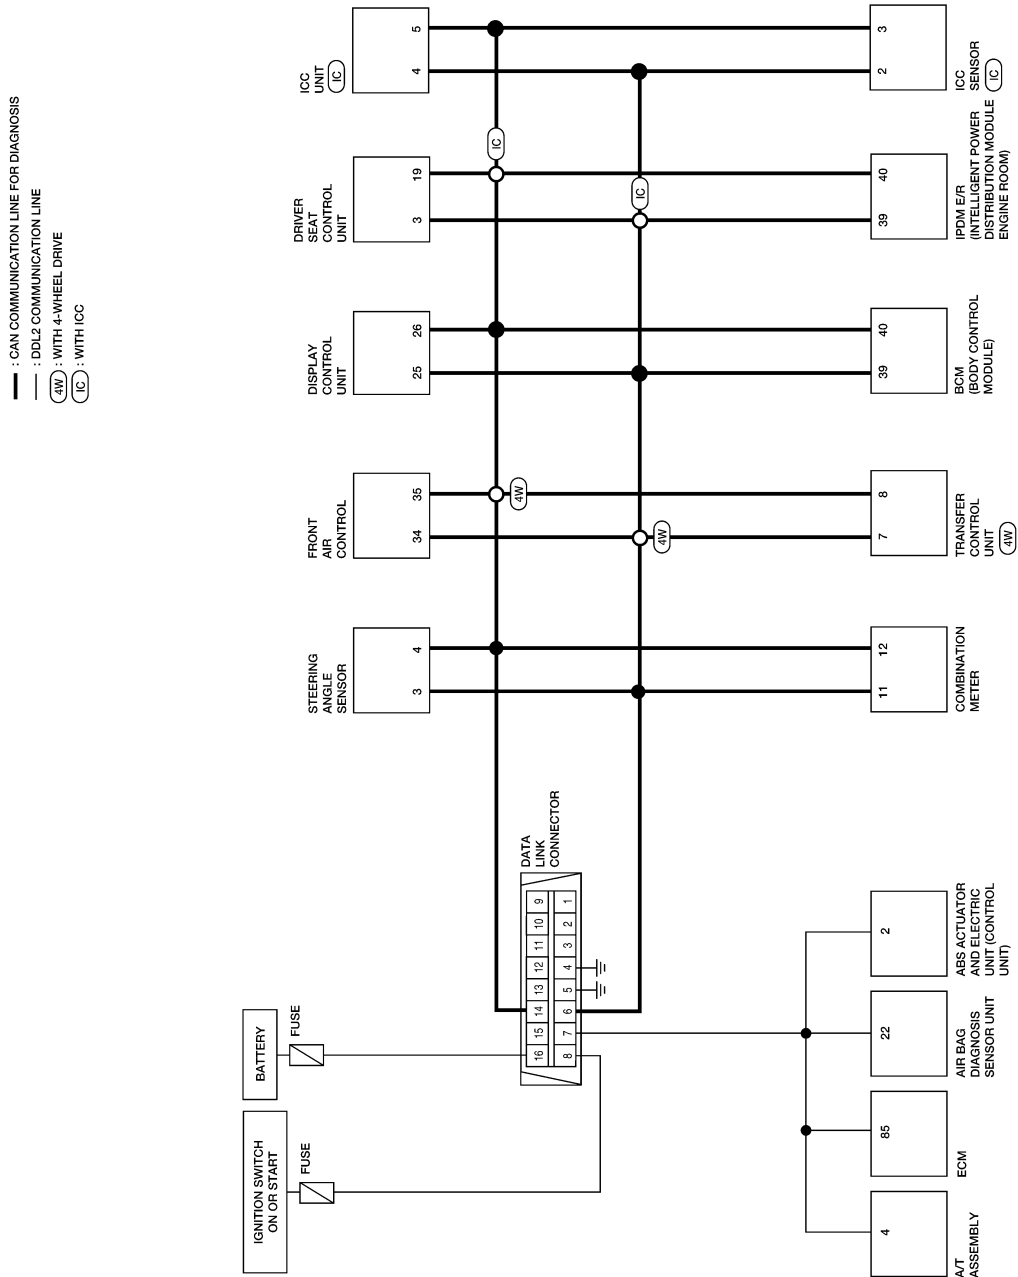 : CAN COMMUNICATION LINE FOR DIAGNOSIS
: DDL2 COMMUNICATION LINE
4W : WITH 4-WHEEL DRIVE
IC : WITH ICC
BATTERY
FUSE
IGNITION SWITCH
ON OR START
FUSE
DATA
LINK
CONNECTOR
16 15 14 13 12 11 10 9
8 7 6 5 4 3 2 1
STEERING
ANGLE
SENSOR
3 4
FRONT
AIR
CONTROL
34 35
DISPLAY
CONTROL
UNIT
25 26
DRIVER
SEAT
CONTROL
UNIT
3 19
ICC
UNIT
IC
4 5
4W
4W
IC
IC
4
A/T
ASSEMBLY
85
ECM
22
AIR BAG
DIAGNOSIS
SENSOR UNIT
2
ABS ACTUATOR
AND ELECTRIC
UNIT (CONTROL
UNIT)
11 12
COMBINATION
METER
7 8
TRANSFER
CONTROL
UNIT
4W
39 40
BCM
(BODY CONTROL
MODULE)
39 40
IPDM E/R
(INTELLIGENT POWER
DISTRIBUTION MODULE
ENGINE ROOM)
2 3
ICC
SENSOR
IC